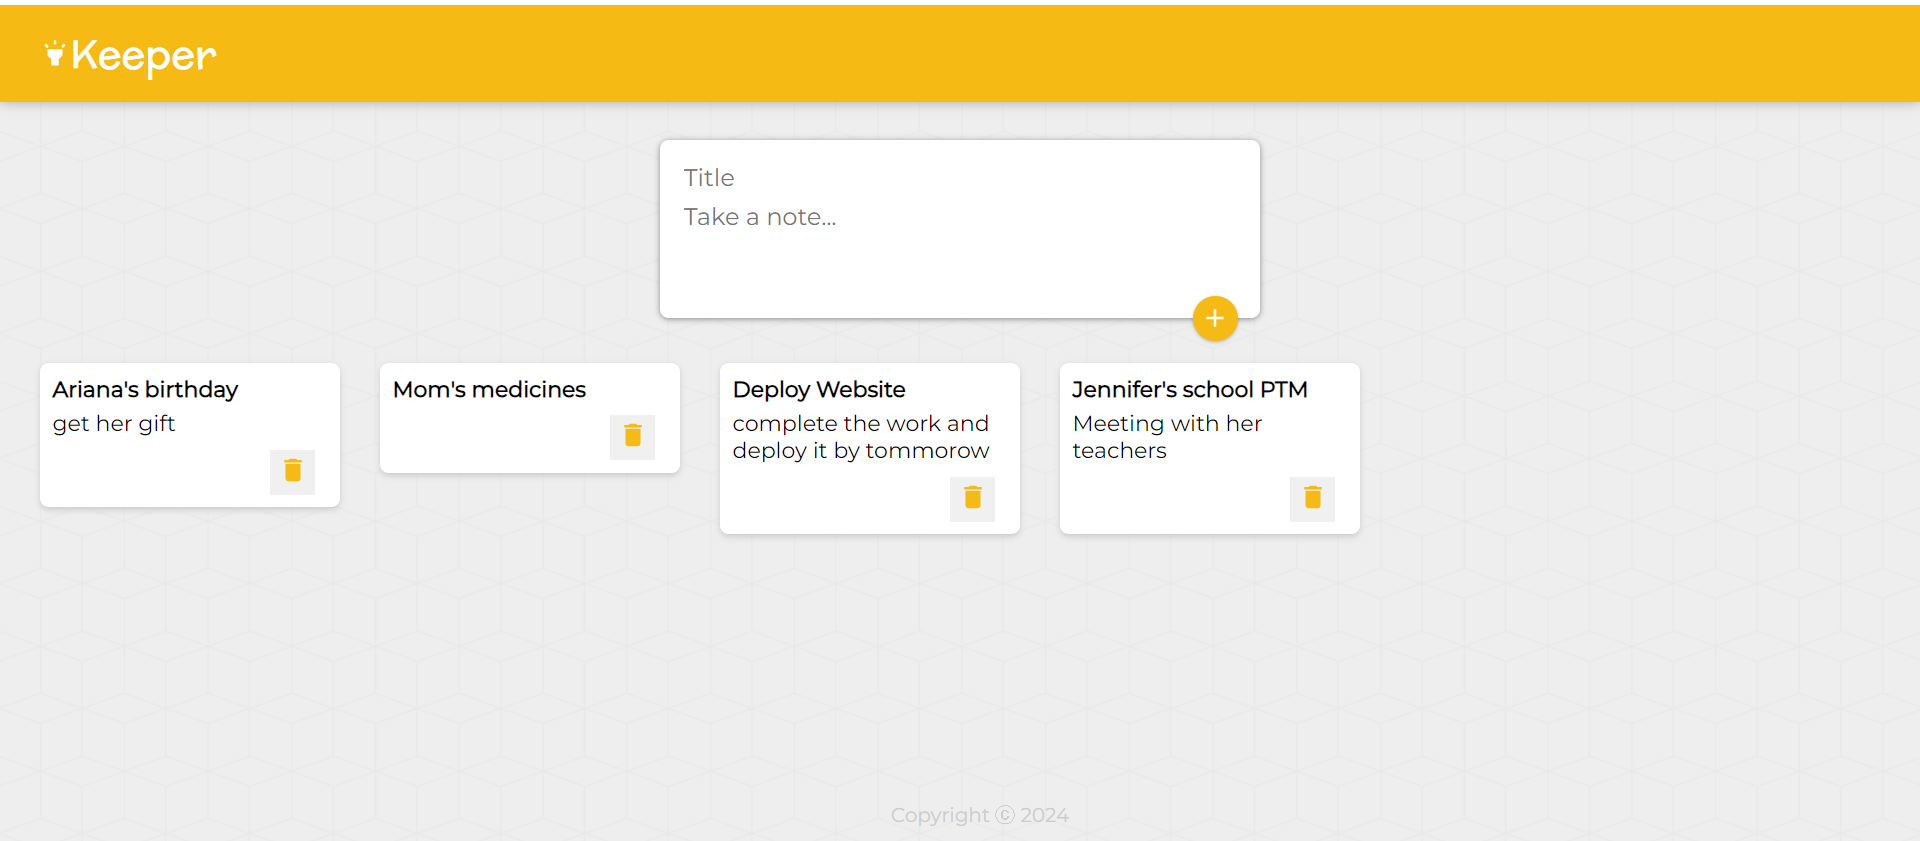 Keeper
Title
Take a note...
Ariana's birthday
get her gift
Mom's medicines
Deploy Website
complete the work and
deploy it by tommorow
Jennifer's school PTM
Meeting with her
teachers
Copyright ⓒ 2024